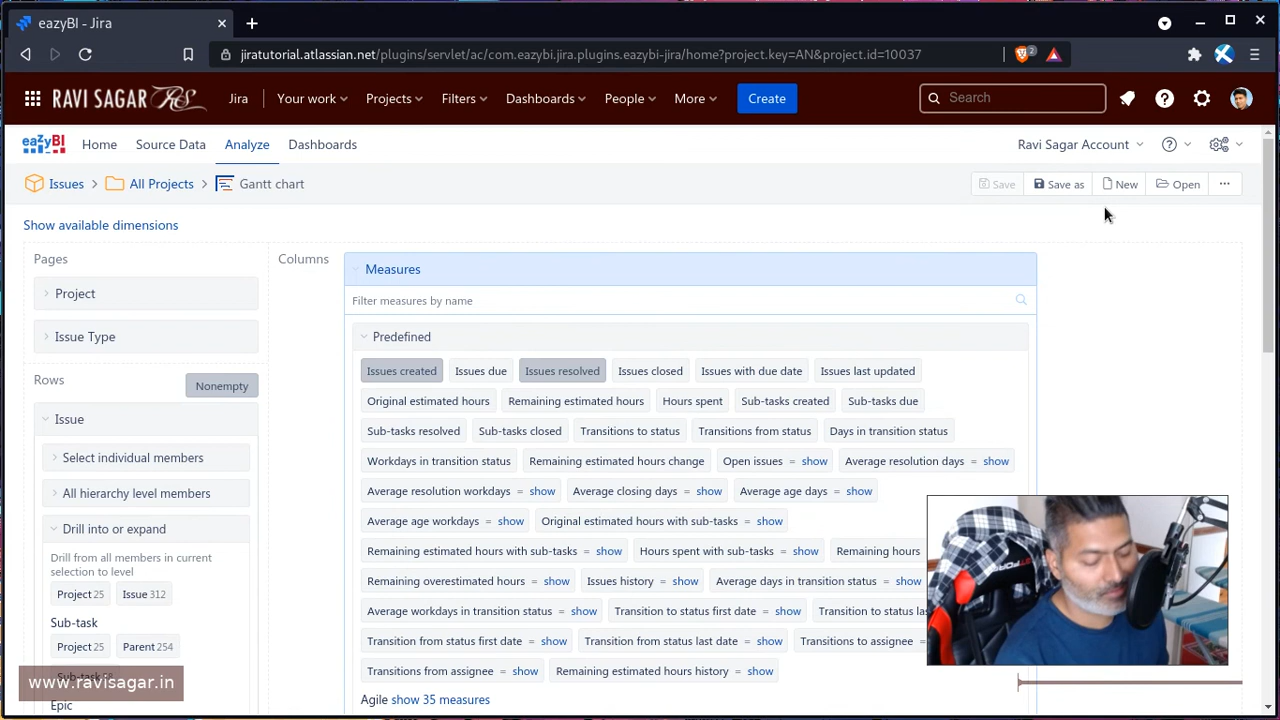 eazyBI - Jira
jiratutorial.atlassian.net/plugins/servlet/ac/com.eazybi.jira.plugins.eazybi-jira/home?project.key=AN&project.id=10037
2
RAVI SAGAR RS Jira Your work Projects Filters Dashboards People More Create Search
eazyBI Home Source Data Analyze Dashboards Ravi Sagar Account
Issues All Projects Gantt chart Save Save as New Open
Show available dimensions
Pages Columns Measures
Project
Filter measures by name
Issue Type Predefined
Issues created Issues due Issues resolved Issues closed Issues with due date Issues last updated
Rows Nonempty
Original estimated hours Remaining estimated hours Hours spent Sub-tasks created Sub-tasks due
Issue
Sub-tasks resolved Sub-tasks closed Transitions to status Transitions from status Days in transition status
Select individual members
Workdays in transition status Remaining estimated hours change Open issues = show Average resolution days = show
All hierarchy level members
Average resolution workdays = show Average closing days = show Average age days = show
Drill into or expand
Average age workdays = show Original estimated hours with sub-tasks = show
Drill from all members in current
selection to level
Remaining estimated hours with sub-tasks = show Hours spent with sub-tasks = show Remaining hours
Project 25 Issue 312
Remaining overestimated hours = show Issues history = show Average days in transition status = show
Sub-task
Average workdays in transition status = show Transition to status first date = show Transition to status
Project 25 Parent 254
Transition from status first date = show Transition from status last date = show Transitions to assignee =
Sub-task
Transitions from assignee = show Remaining estimated hours history = show
www.ravisagar.in
Epic
Agile show 35 measures